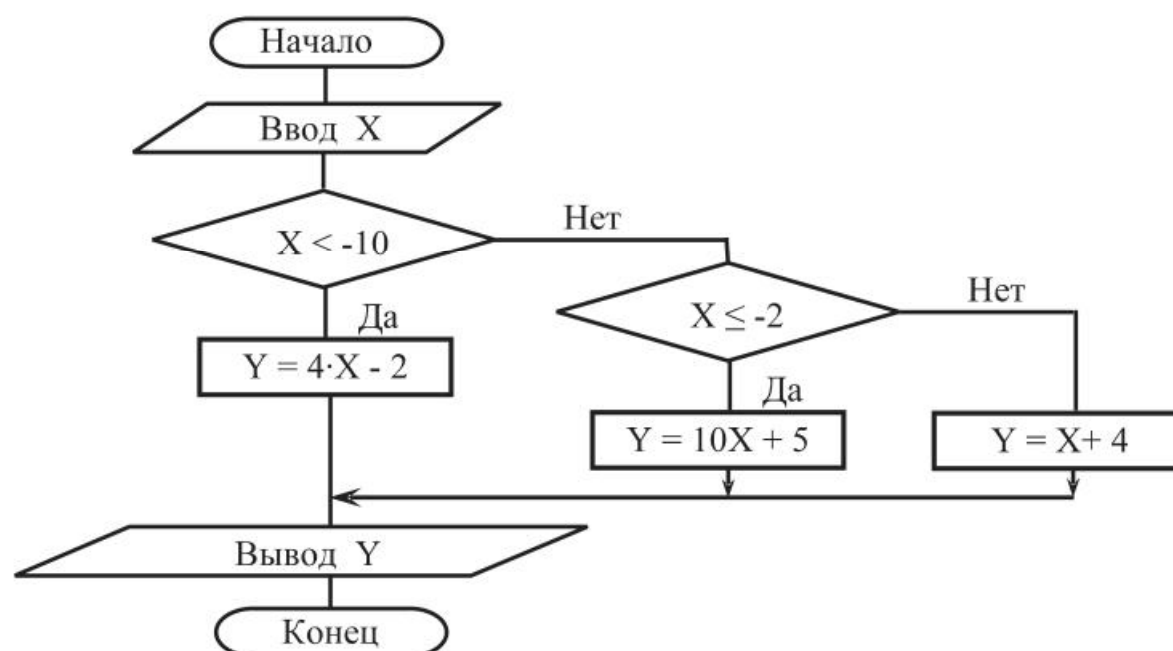 Начало
Ввод X
X < -10
Нет
X ≤ -2
Нет
Да
Y = 4·X - 2
Да
Y = 10X + 5
Y = X+ 4
Вывод Y
Конец